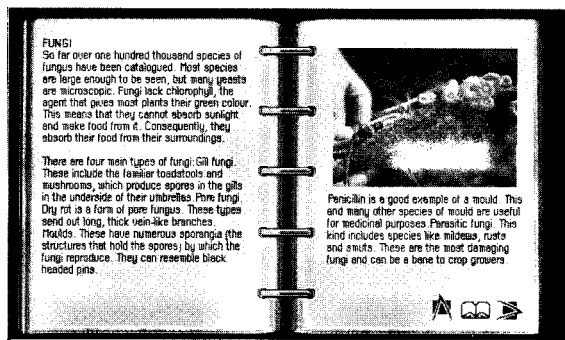 FUNGI
So far over one hundred thousand species of
fungus have been catalogued. Most species
are large enough to be seen, but many yeasts
are microscopic. Fungi lack chlorophyll, the
agent that gives most plants their green colour.
This means that they cannot absorb sunlight
and make food from it. Consequently, they
absorb their food from their surroundings.
There are four main types of fungi: Gill fungi.
These include the familiar toadstools and
mushrooms, which produce spores in the gills
in the underside of their umbrellas. Pore fungi.
Dry rot is a form of pore fungus. These types
send out long, thick vein-like branches.
Moulds. These have numerous sporangia (the
structures that hold the spores) by which the
fungi reproduce. They can resemble black
headed pins.
Penicillin is a good example of a mould. This
and many other species of mould are useful
for medicinal purposes. Parasitic fungi. This
kind includes species like mildews, rusts
and smuts. These are the most damaging
fungi and can be a bane to crop growers.